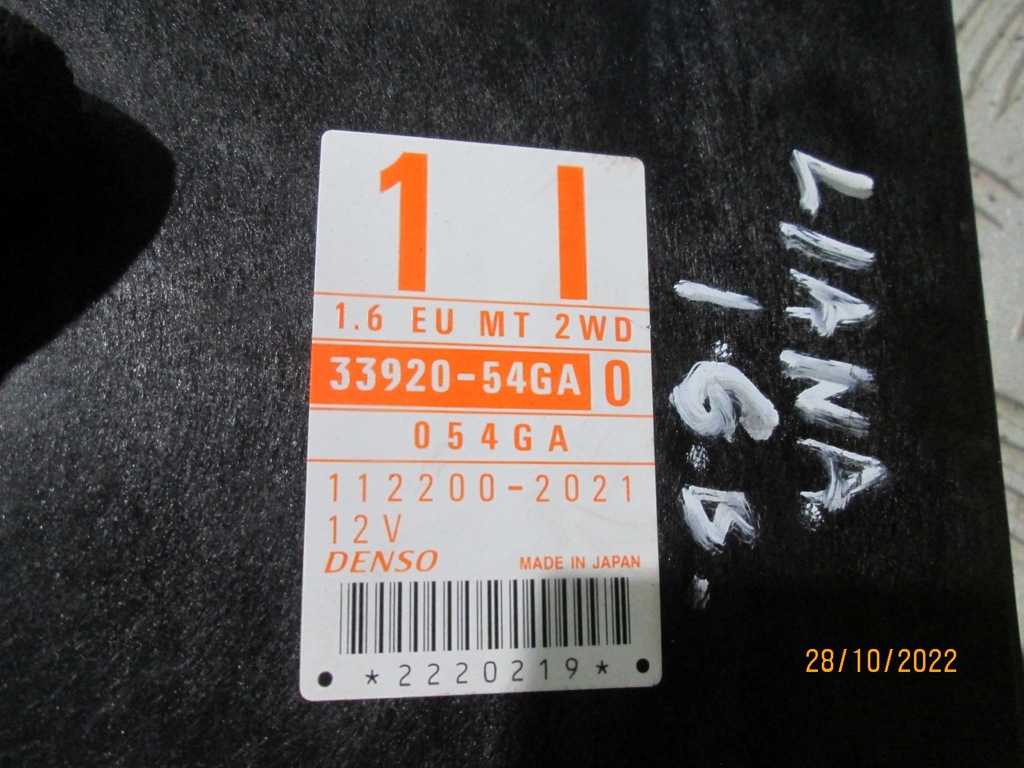 1 I
1.6 EU MT 2WD
33920-54GA 0
054GA
112200-2021
12V
DENSO MADE IN JAPAN
*2220219*
LIANA
28/10/2022